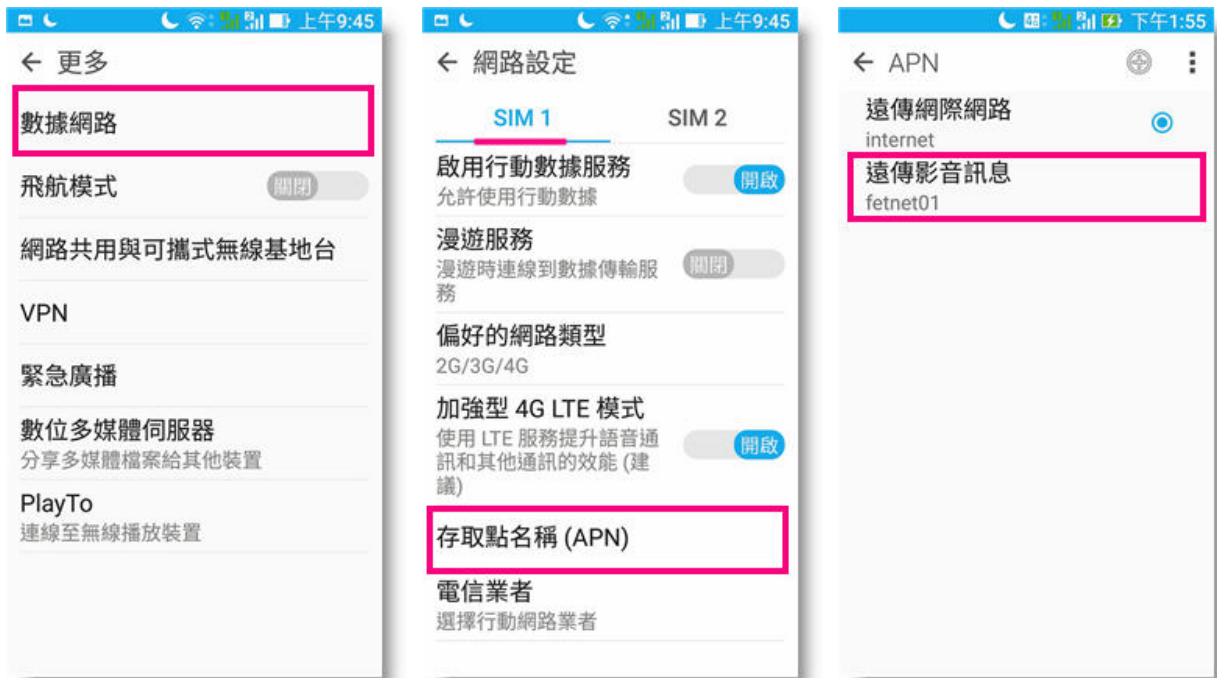 上午9:45
更多
數據網路
飛航模式
關閉
網路共用與可攜式無線基地台
VPN
緊急廣播
數位多媒體伺服器
分享多媒體檔案給其他裝置
PlayTo
連線至無線播放裝置
上午9:45
網路設定
SIM 1
SIM 2
啟用行動數據服務
允許使用行動數據
開啟
漫遊服務
漫遊時連線到數據傳輸服
務
關閉
偏好的網路類型
2G/3G/4G
加強型 4G LTE 模式
使用 LTE 服務提升語音通
訊和其他通訊的效能 (建
議)
開啟
存取點名稱 (APN)
電信業者
選擇行動網路業者
下午1:55
APN
遠傳網際網路
internet
遠傳影音訊息
fetnet01